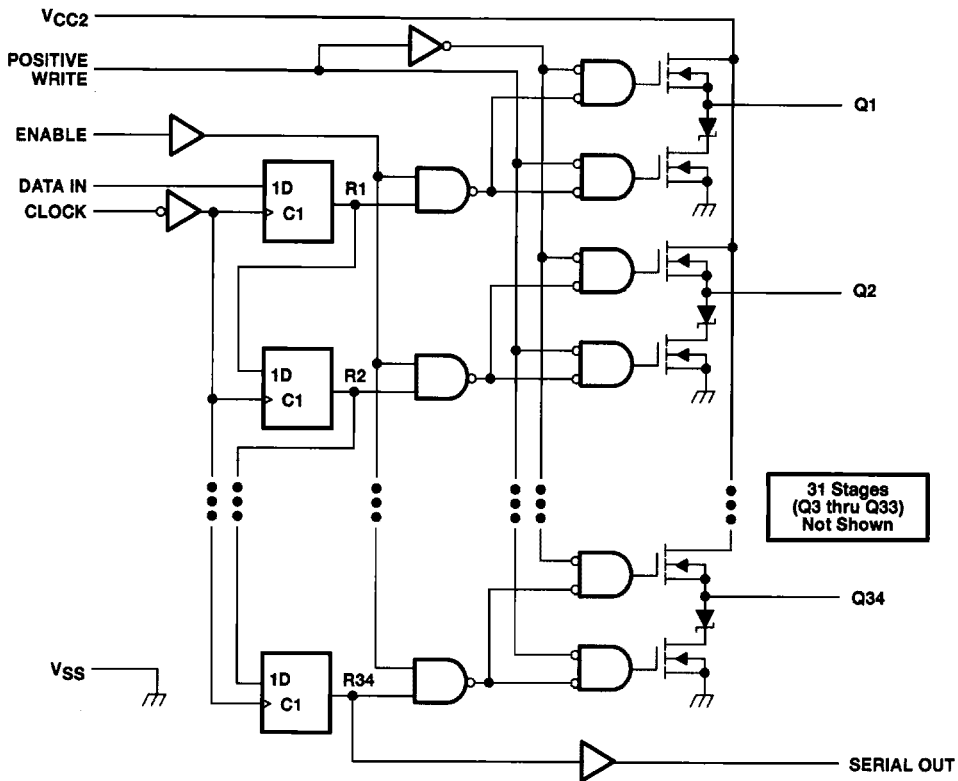 VCC2
POSITIVE
WRITE
Q1
ENABLE
DATA IN
1D
R1
CLOCK
C1
Q2
1D
R2
C1
31 Stages
(Q3 thru Q33)
Not Shown
Q34
VSS
1D
R34
C1
SERIAL OUT